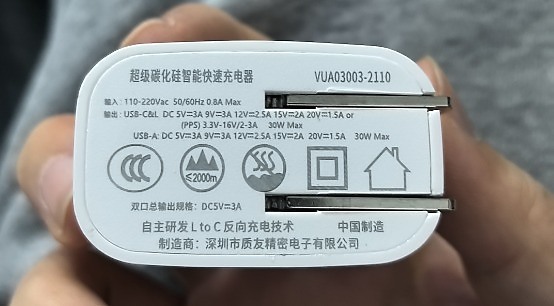 超级碳化硅智能快速充电器 VUA03003-2110
输入: 110-220Vac 50/60Hz 0.8A Max
输出: USB-C&L DC 5V⎓3A 9V⎓3A 12V⎓2.5A 15V⎓2A 20V⎓1.5A or
(PPS) 3.3V-16V/2-3A 30W Max
USB-A: DC 5V⎓3A 9V⎓3A 12V⎓2.5A 15V⎓2A 20V⎓1.5A 30W Max
CCC
≤2000m
双口总输出规格: DC5V⎓3A
自主研发 L to C 反向充电技术 中国制造
制造商: 深圳市质友精密电子有限公司